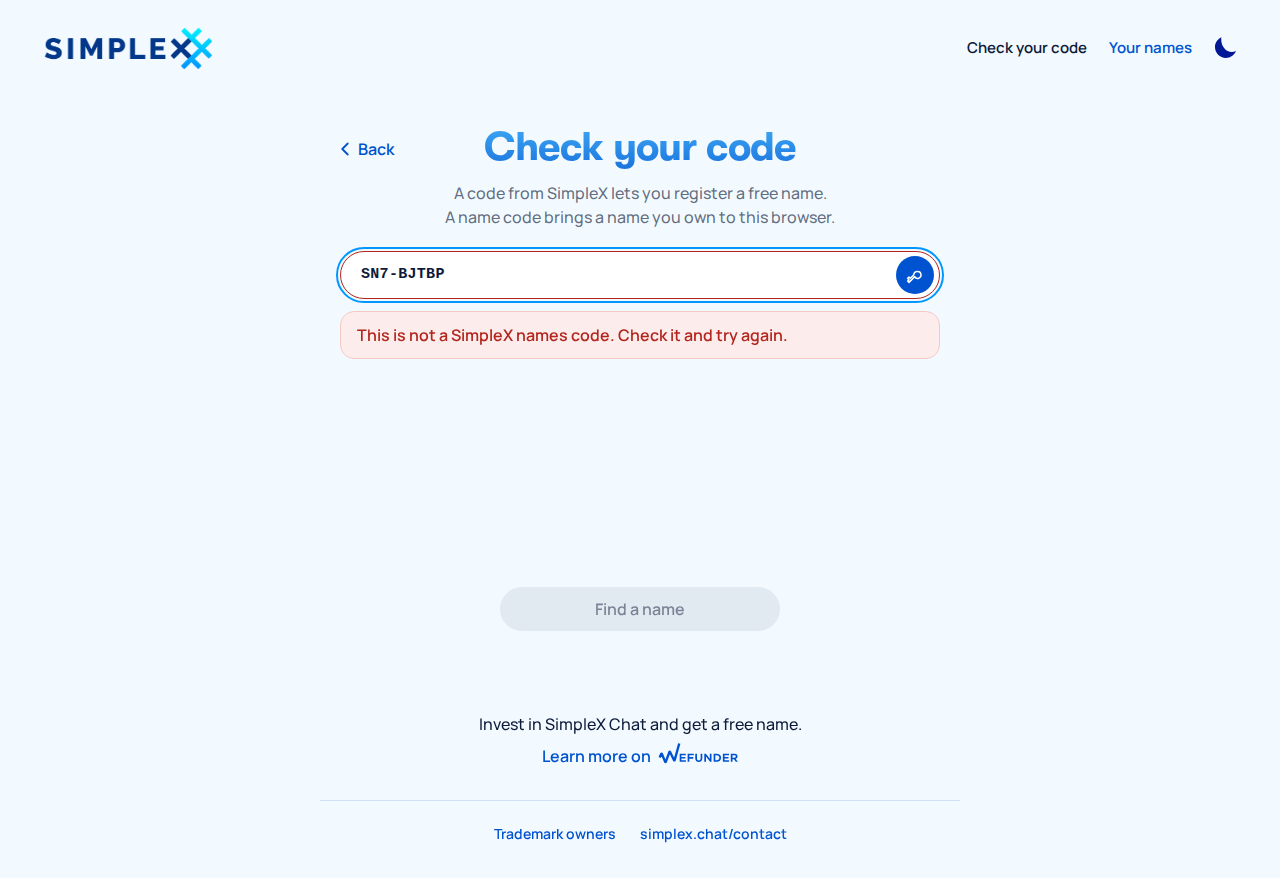 SIMPLEX
Check your code
Your names
Back
Check your code
A code from SimpleX lets you register a free name.
A name code brings a name you own to this browser.
SN7-BJTBP
This is not a SimpleX names code. Check it and try again.
Find a name
Invest in SimpleX Chat and get a free name.
Learn more on WEFUNDER
Trademark owners
simplex.chat/contact